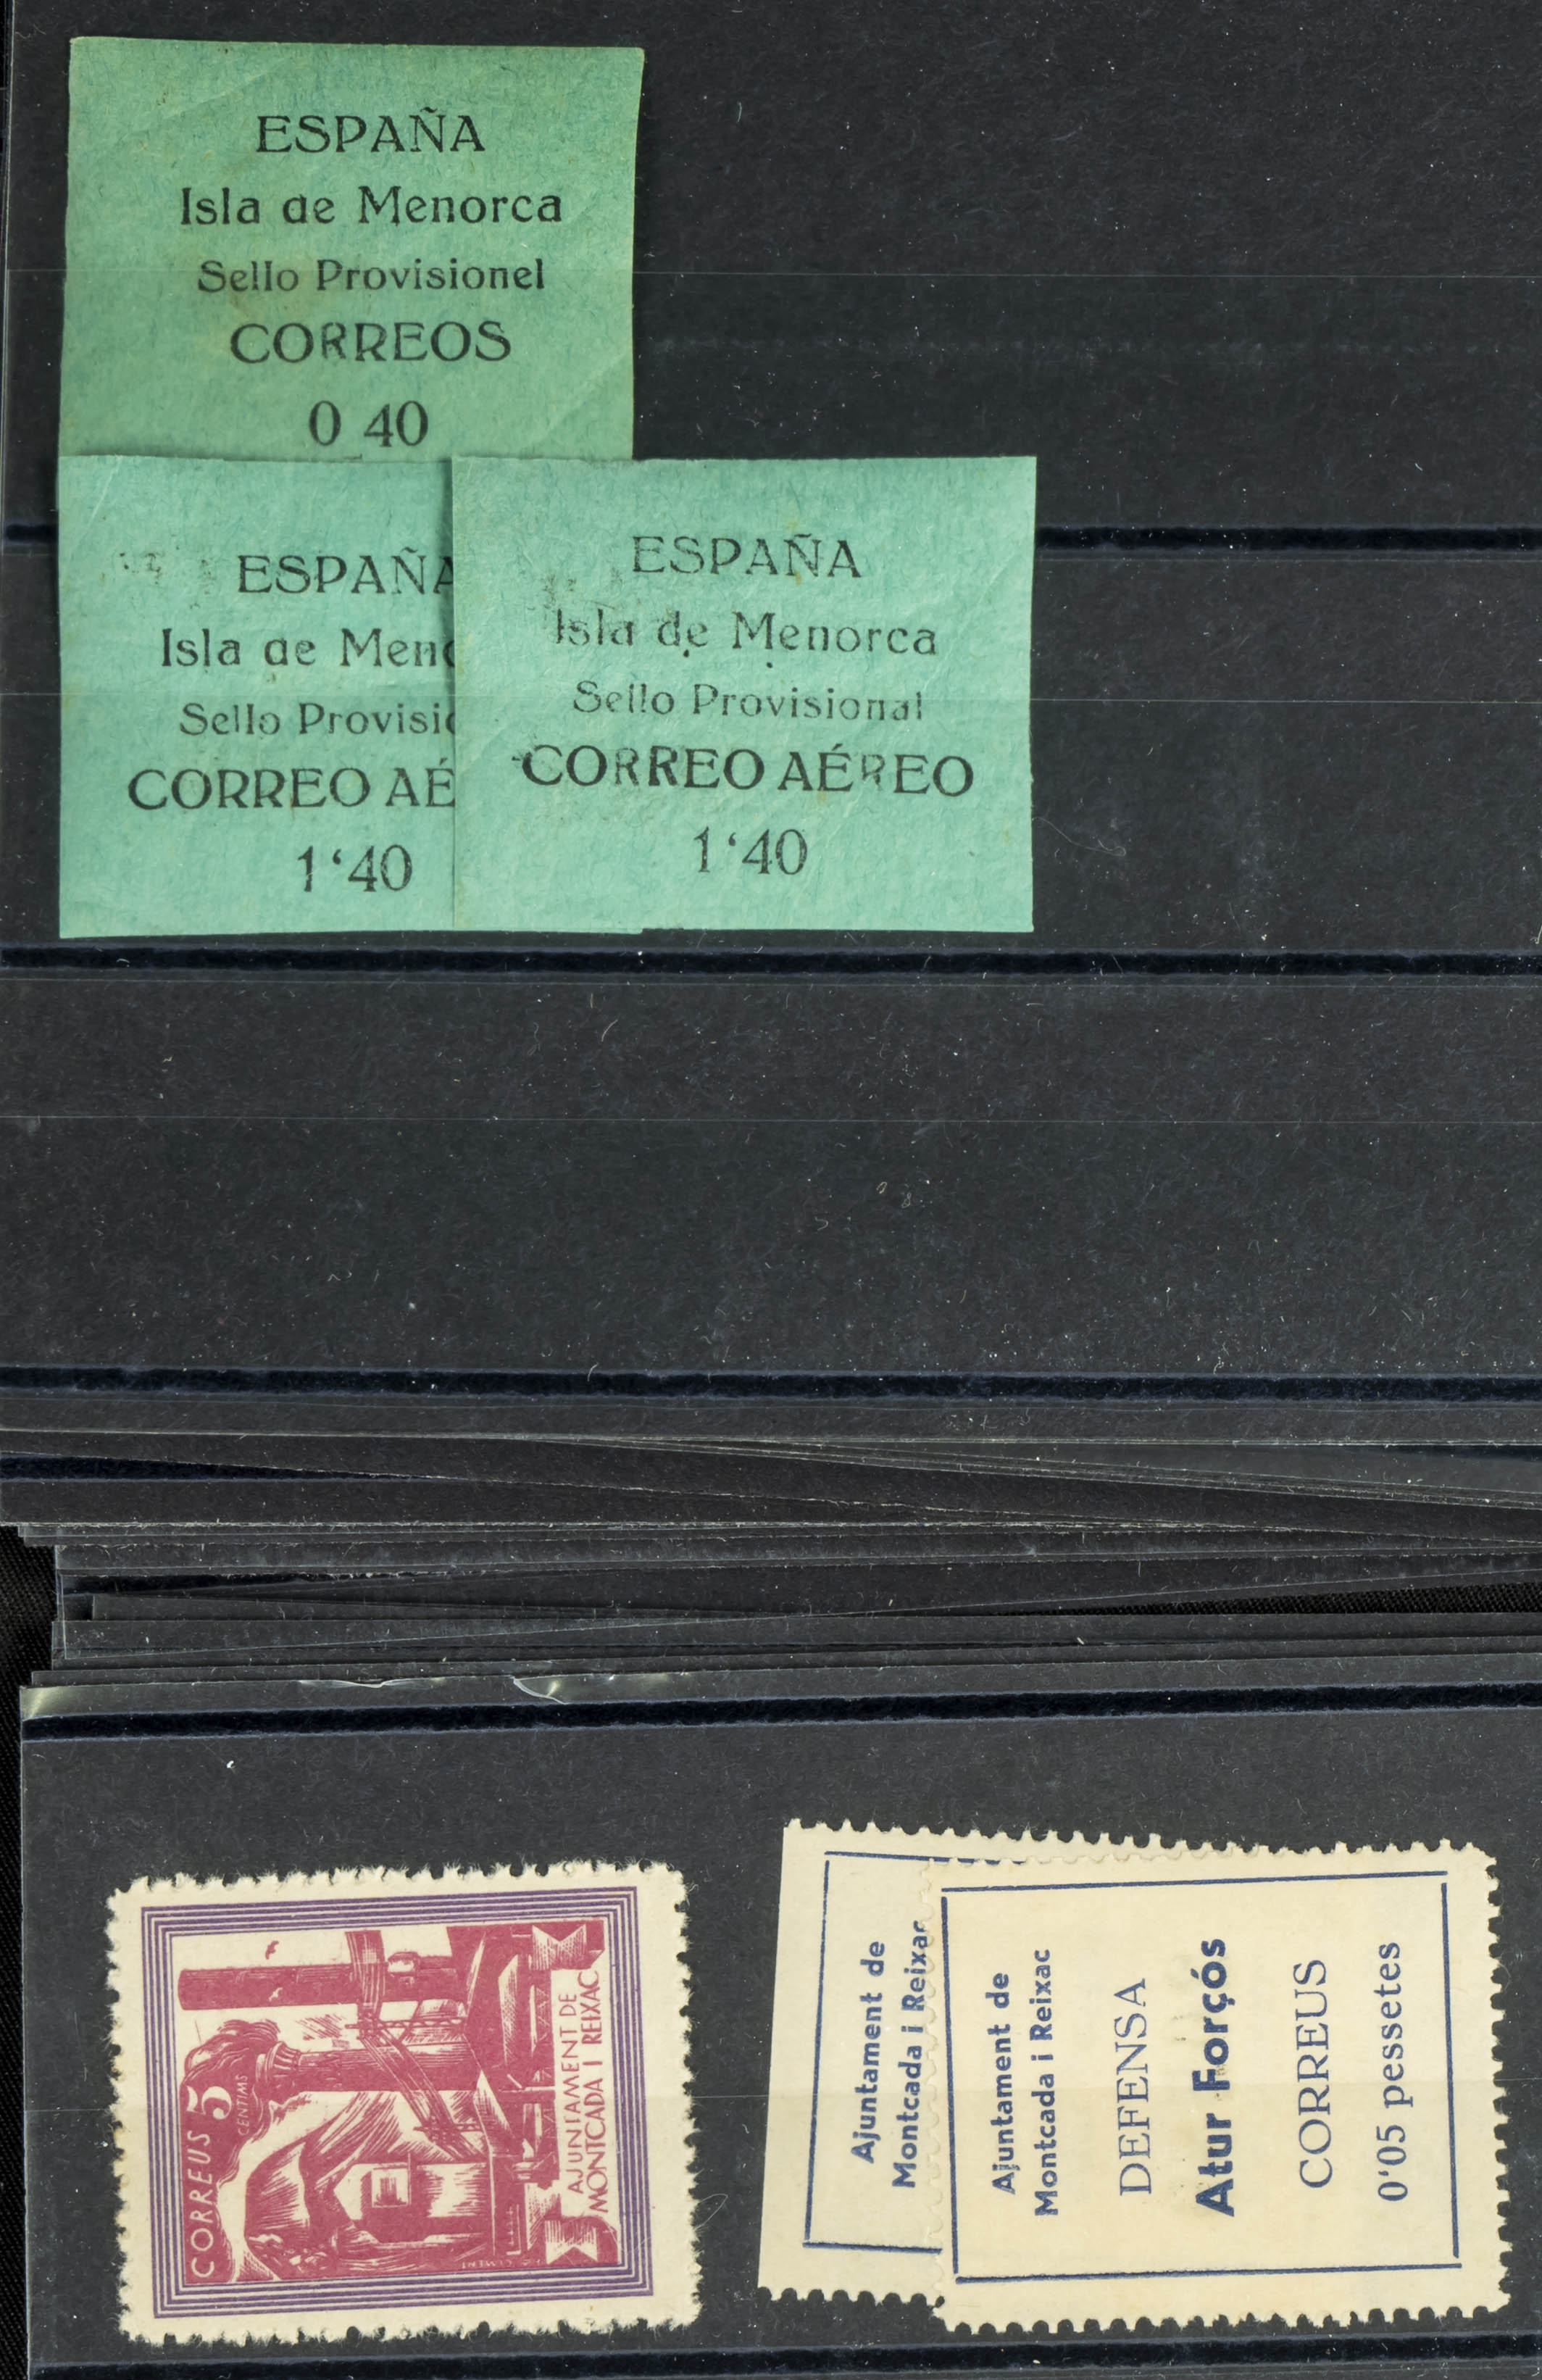 ESPAÑA
Isla de Menorca
Sello Provisionel
CORREOS
0 40
ESPAÑA
Isla de Meno
Sello Provisio
CORREO AÉ
1‘40
ESPAÑA
Isla de Menorca
Sello Provisional
CORREO AÉREO
1‘40
CORREUS 5
CENTIMS
AJUNTAMENT DE
MONTCADA I REIXAC
Ajuntament de
Montcada i Reixac
Ajuntament de
Montcada i Reixac
DEFENSA
Atur Forçós
CORREUS
0'05 pessetes